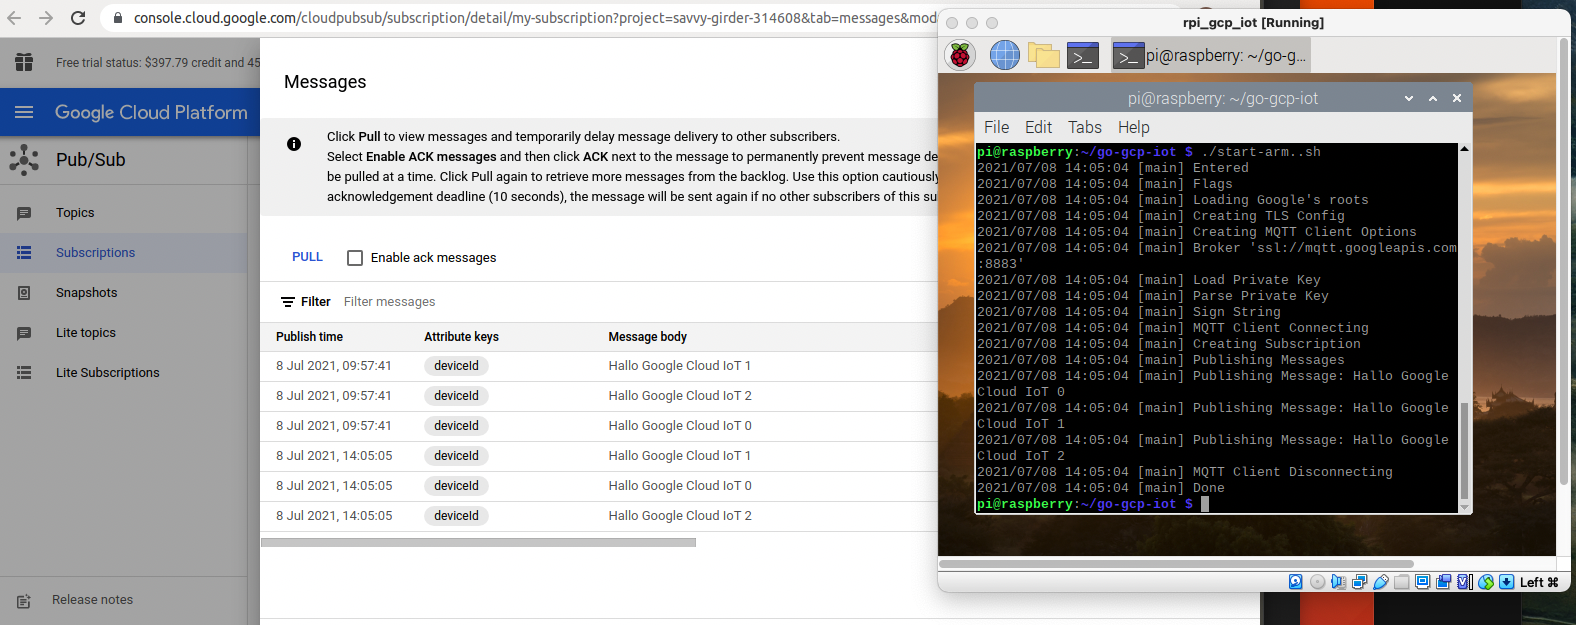 console.cloud.google.com/cloudpubsub/subscription/detail/my-subscription?project=savvy-girder-314608&tab=messages&mod
Free trial status: $397.79 credit and 45
Google Cloud Platform
Pub/Sub
Topics
Subscriptions
Snapshots
Lite topics
Lite Subscriptions
Release notes
Messages
Click Pull to view messages and temporarily delay message delivery to other subscribers.
Select Enable ACK messages and then click ACK next to the message to permanently prevent message de
be pulled at a time. Click Pull again to retrieve more messages from the backlog. Use this option cautiously
acknowledgement deadline (10 seconds), the message will be sent again if no other subscribers of this su
PULL Enable ack messages
Filter Filter messages
Publish time Attribute keys Message body
8 Jul 2021, 09:57:41 deviceId Hallo Google Cloud IoT 1
8 Jul 2021, 09:57:41 deviceId Hallo Google Cloud IoT 2
8 Jul 2021, 09:57:41 deviceId Hallo Google Cloud IoT 0
8 Jul 2021, 14:05:05 deviceId Hallo Google Cloud IoT 1
8 Jul 2021, 14:05:05 deviceId Hallo Google Cloud IoT 0
8 Jul 2021, 14:05:05 deviceId Hallo Google Cloud IoT 2
rpi_gcp_iot [Running]
pi@raspberry: ~/go-g...
pi@raspberry: ~/go-gcp-iot
File Edit Tabs Help
pi@raspberry:~/go-gcp-iot $ ./start-arm..sh
2021/07/08 14:05:04 [main] Entered
2021/07/08 14:05:04 [main] Flags
2021/07/08 14:05:04 [main] Loading Google's roots
2021/07/08 14:05:04 [main] Creating TLS Config
2021/07/08 14:05:04 [main] Creating MQTT Client Options
2021/07/08 14:05:04 [main] Broker 'ssl://mqtt.googleapis.com
:8883'
2021/07/08 14:05:04 [main] Load Private Key
2021/07/08 14:05:04 [main] Parse Private Key
2021/07/08 14:05:04 [main] Sign String
2021/07/08 14:05:04 [main] MQTT Client Connecting
2021/07/08 14:05:04 [main] Creating Subscription
2021/07/08 14:05:04 [main] Publishing Messages
2021/07/08 14:05:04 [main] Publishing Message: Hallo Google
Cloud IoT 0
2021/07/08 14:05:04 [main] Publishing Message: Hallo Google
Cloud IoT 1
2021/07/08 14:05:04 [main] Publishing Message: Hallo Google
Cloud IoT 2
2021/07/08 14:05:04 [main] MQTT Client Disconnecting
2021/07/08 14:05:04 [main] Done
pi@raspberry:~/go-gcp-iot $
Left ⌘